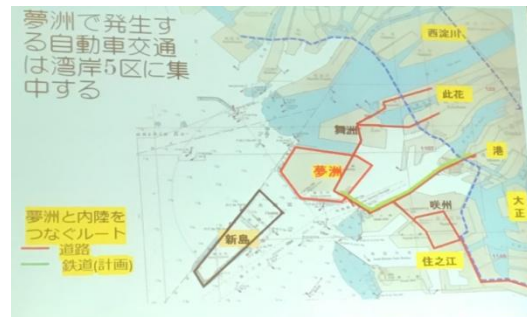 夢洲で発生す
る自動車交通
は湾岸5区に集
中する
西淀川
此花
舞洲
港
夢洲
咲州
大
正
夢洲と内陸を
つなぐルート
道路
新島
鉄道(計画)
住之江